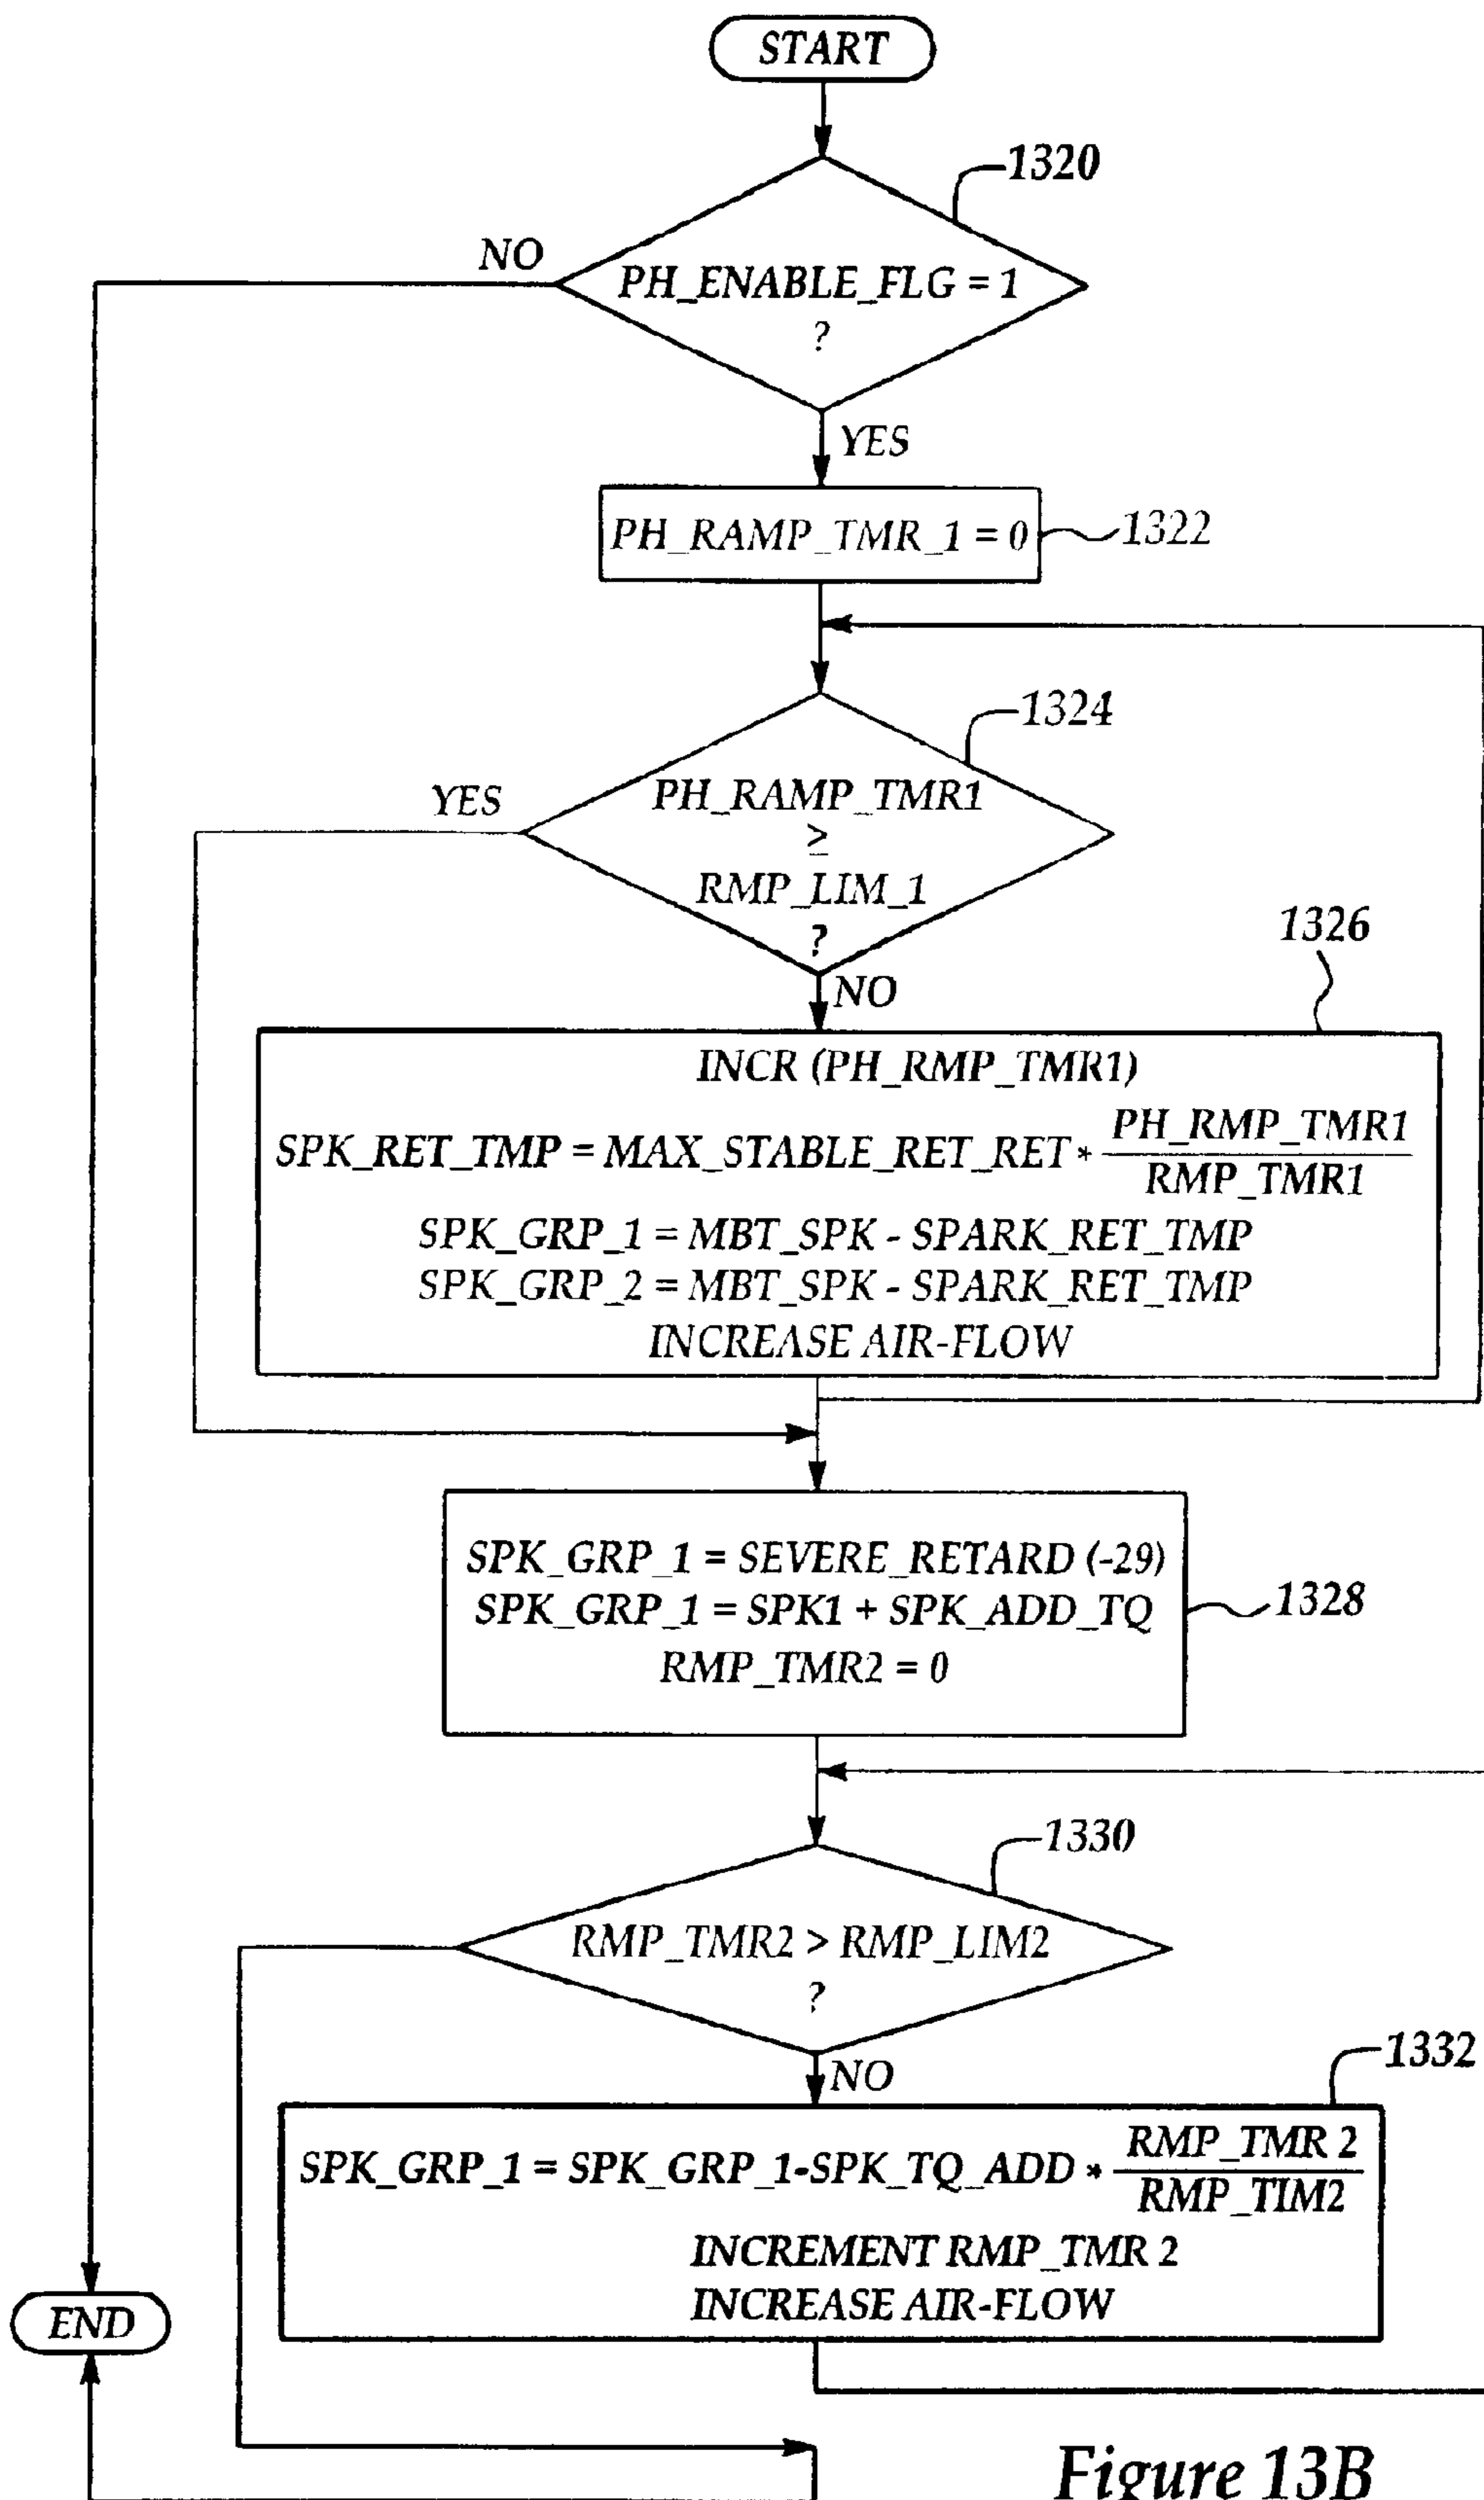 START
1320
NO
PH_ENABLE_FLG = 1
?
YES
PH_RAMP_TMR_1 = 0
1322
1324
YES
PH_RAMP_TMR1
≥
RMP_LIM_1
?
1326
NO
INCR (PH_RMP_TMR1)
SPK_RET_TMP = MAX_STABLE_RET_RET * PH_RMP_TMR1
RMP_TMR1
SPK_GRP_1 = MBT_SPK - SPARK_RET_TMP
SPK_GRP_2 = MBT_SPK - SPARK_RET_TMP
INCREASE AIR-FLOW
SPK_GRP_1 = SEVERE_RETARD (-29)
SPK_GRP_1 = SPK1 + SPK_ADD_TQ
1328
RMP_TMR2 = 0
1330
RMP_TMR2 > RMP_LIM2
?
1332
NO
SPK_GRP_1 = SPK_GRP_1-SPK_TQ_ADD * RMP_TMR 2
RMP_TIM2
INCREMENT RMP_TMR 2
INCREASE AIR-FLOW
END
Figure 13B